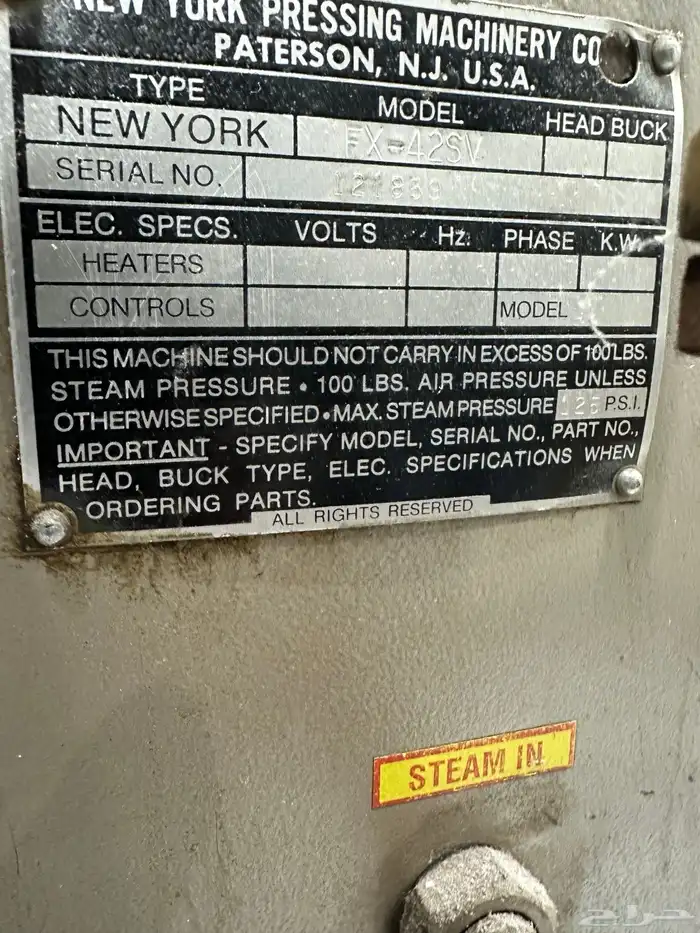 NEW YORK PRESSING MACHINERY CO
PATERSON, N.J. U.S.A.
TYPE MODEL HEAD BUCK
NEW YORK FX-42SV
SERIAL NO.
ELEC. SPECS. VOLTS Hz. PHASE K.W.
HEATERS
CONTROLS MODEL
THIS MACHINE SHOULD NOT CARRY IN EXCESS OF 100 LBS.
STEAM PRESSURE • 100 LBS. AIR PRESSURE UNLESS
OTHERWISE SPECIFIED • MAX. STEAM PRESSURE 125 P.S.I.
IMPORTANT - SPECIFY MODEL, SERIAL NO., PART NO.,
HEAD, BUCK TYPE, ELEC. SPECIFICATIONS WHEN
ORDERING PARTS.
ALL RIGHTS RESERVED
STEAM IN
حراج